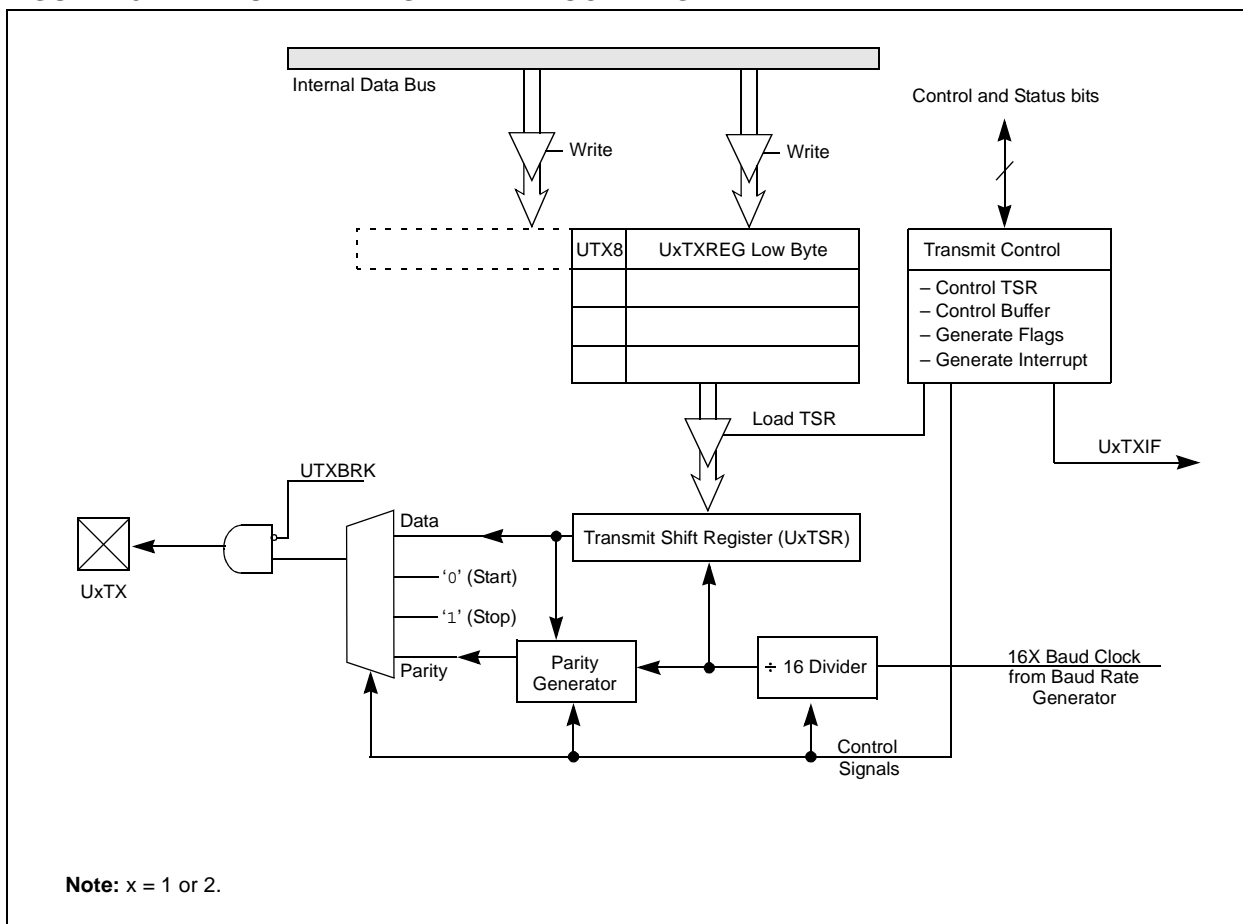 Internal Data Bus
Control and Status bits
Write
Write
UTX8
UxTXREG Low Byte
Transmit Control
– Control TSR
– Control Buffer
– Generate Flags
– Generate Interrupt
Load TSR
UxTXIF
UTXBRK
Data
Transmit Shift Register (UxTSR)
UxTX
‘0’ (Start)
‘1’ (Stop)
Parity
Parity
Generator
÷ 16 Divider
16X Baud Clock
from Baud Rate
Generator
Control
Signals
Note: x = 1 or 2.